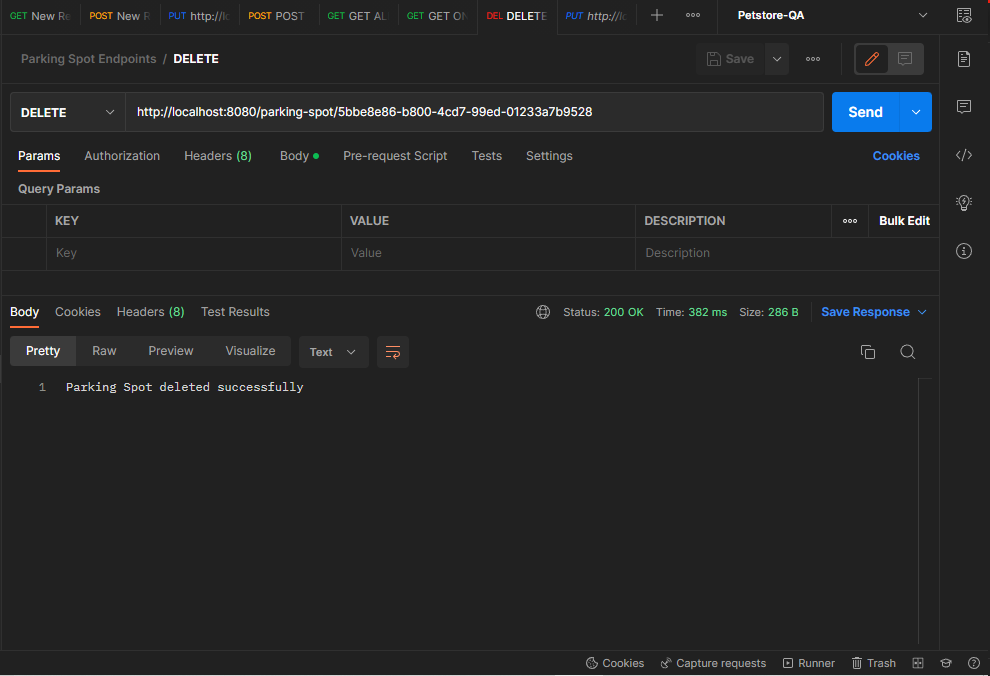 GET New Re POST New R PUT http://lo POST POST GET GET AL GET GET ON DEL DELETE PUT http://lo Petstore-QA
Parking Spot Endpoints / DELETE Save
DELETE http://localhost:8080/parking-spot/5bbe8e86-b800-4cd7-99ed-01233a7b9528 Send
Params Authorization Headers (8) Body Pre-request Script Tests Settings Cookies
Query Params
KEY VALUE DESCRIPTION Bulk Edit
Key Value Description
Body Cookies Headers (8) Test Results Status: 200 OK Time: 382 ms Size: 286 B Save Response
Pretty Raw Preview Visualize Text
1 Parking Spot deleted successfully
Cookies Capture requests Runner Trash